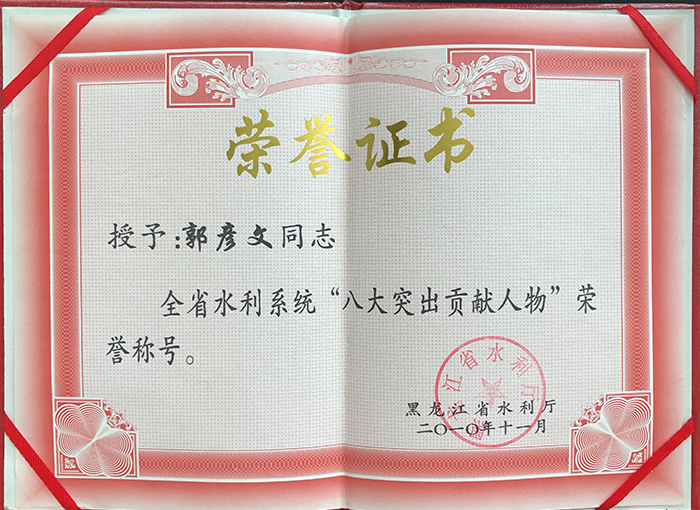 荣誉证书
授予:郭彦文同志
全省水利系统“八大突出贡献人物”荣
誉称号。
黑龙江省水利厅
二〇一〇年十一月